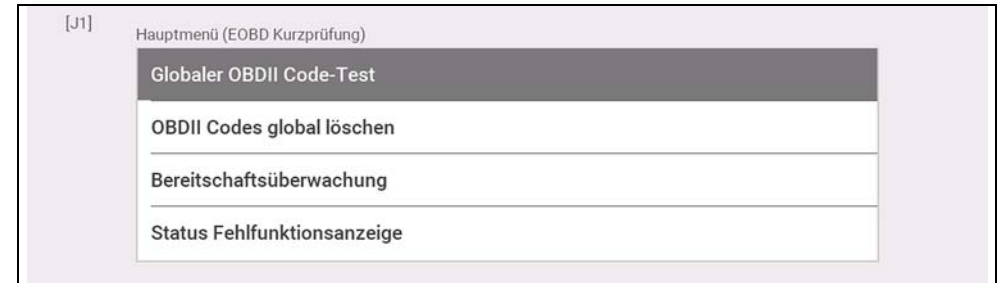 [J1]
Hauptmenü (EOBD Kurzprüfung)
Globaler OBDII Code-Test
OBDII Codes global löschen
Bereitschaftsüberwachung
Status Fehlfunktionsanzeige